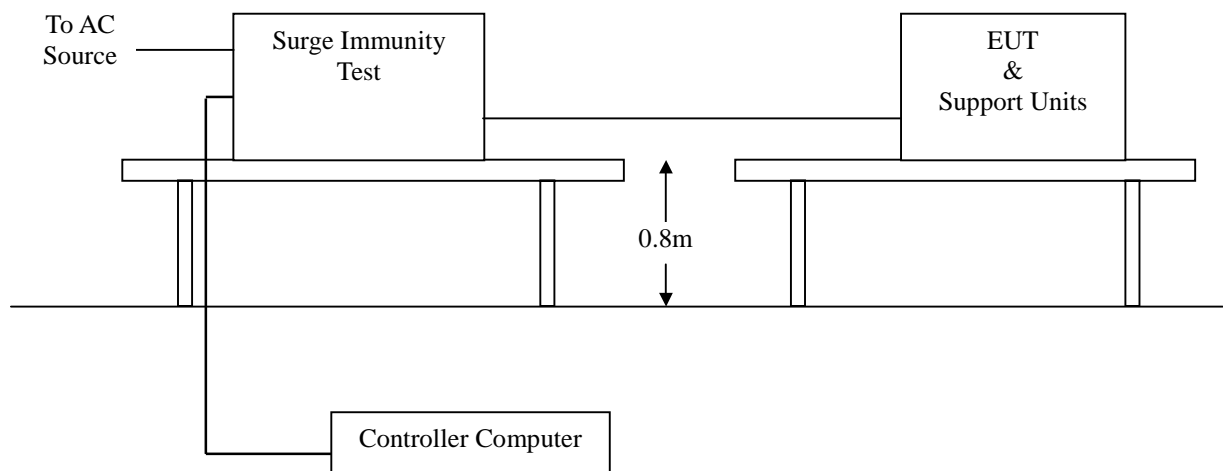 To AC
Source
Surge Immunity
Test
EUT
&
Support Units
0.8m
Controller Computer